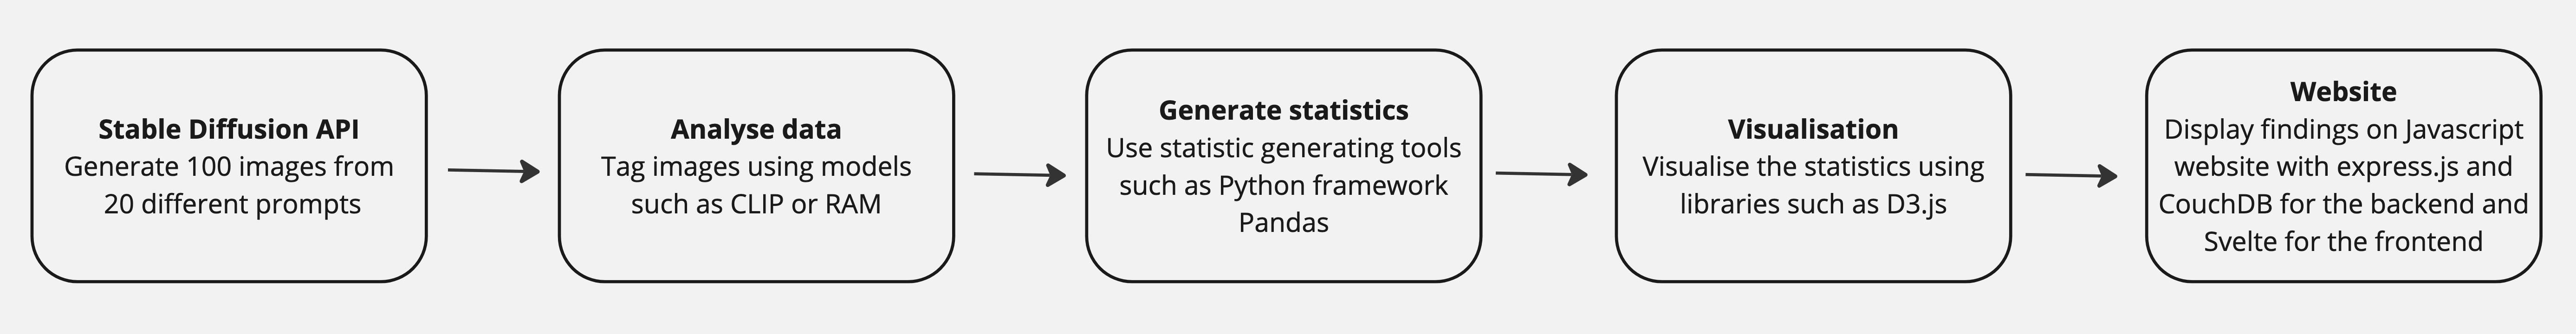 Stable Diffusion API
Generate 100 images from
20 different prompts
Analyse data
Tag images using models
such as CLIP or RAM
Generate statistics
Use statistic generating tools
such as Python framework
Pandas
Visualisation
Visualise the statistics using
libraries such as D3.js
Website
Display findings on Javascript
website with express.js and
CouchDB for the backend and
Svelte for the frontend